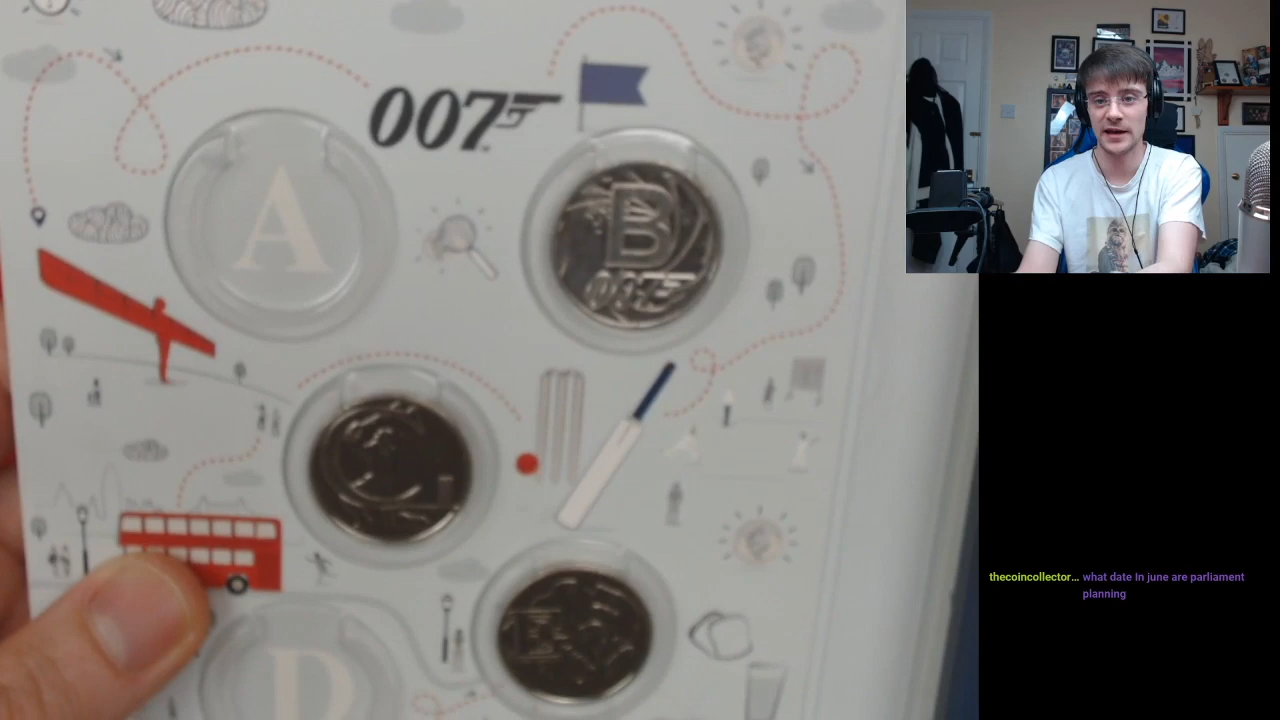 007
A
B
007
C
E
D
thecoincollector… what date In june are parliament
planning